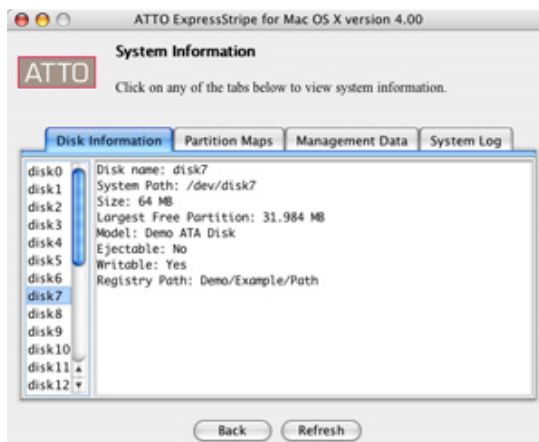 ATTO ExpressStripe for Mac OS X version 4.00
System Information
ATTO
Click on any of the tabs below to view system information.
Disk Information Partition Maps Management Data System Log
disk0
disk1
disk2
disk3
disk4
disk5
disk6
disk7
disk8
disk9
disk10
disk11
disk12
Disk name: disk7
System Path: /dev/disk7
Size: 64 MB
Largest Free Partition: 31.984 MB
Model: Demo ATA Disk
Ejectable: No
Writable: Yes
Registry Path: Demo/Example/Path
Back Refresh